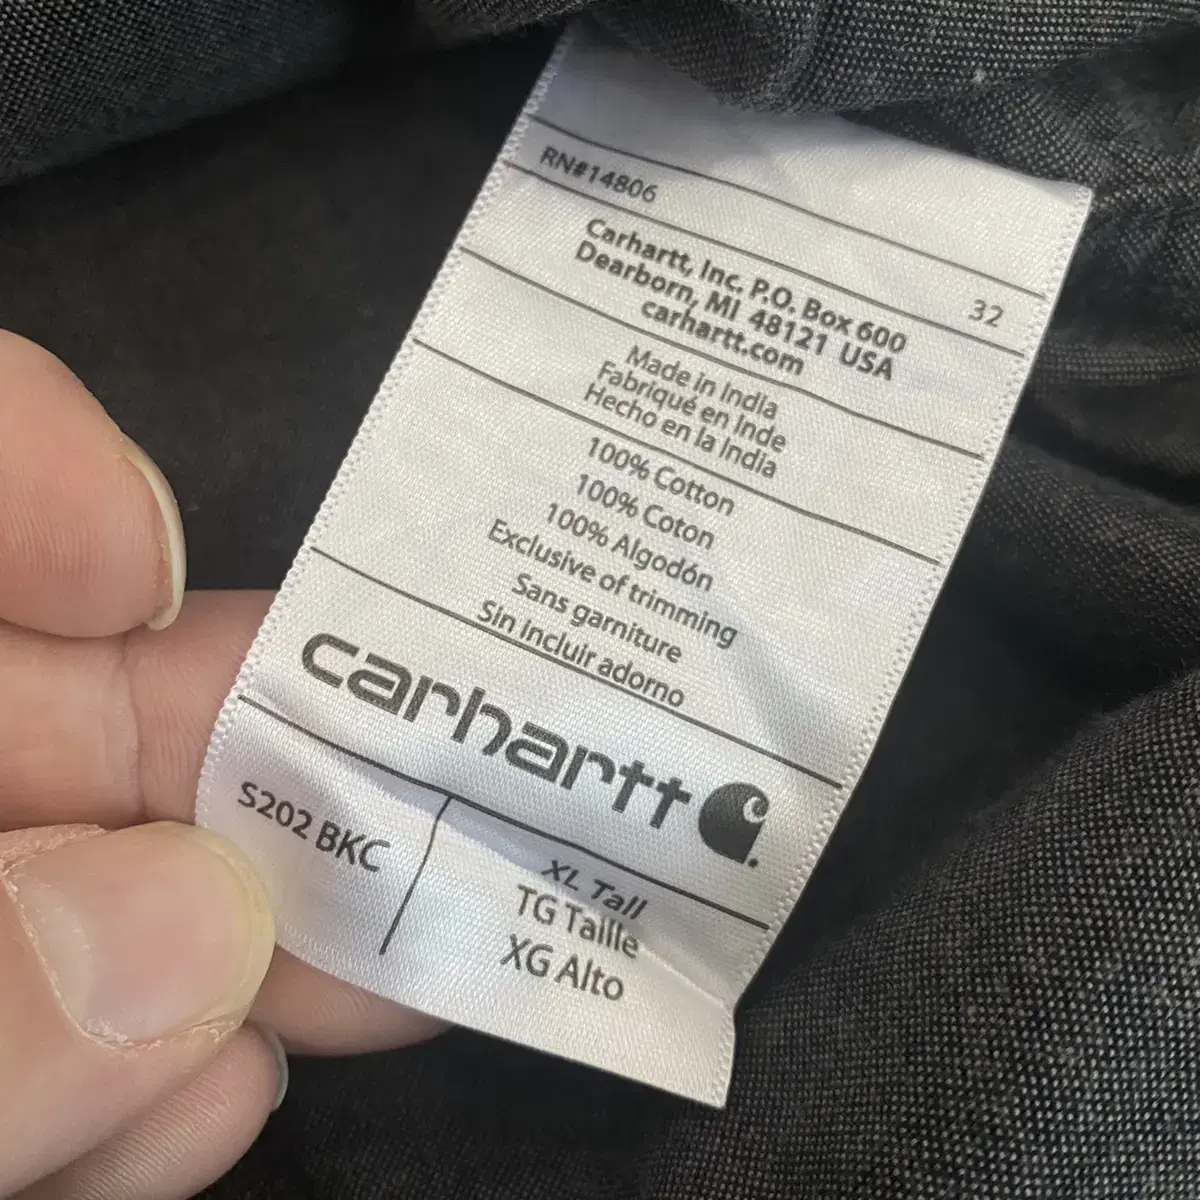 RN#14806
32
Carhartt, Inc. P.O. Box 600
Dearborn, MI 48121 USA
carhartt.com
Made in India
Fabriqué en Inde
Hecho en la India
100% Cotton
100% Coton
100% Algodón
Exclusive of trimming
Sans garniture
Sin incluir adorno
carhartt
S202 BKC
XL Tall
TG Taille
XG Alto